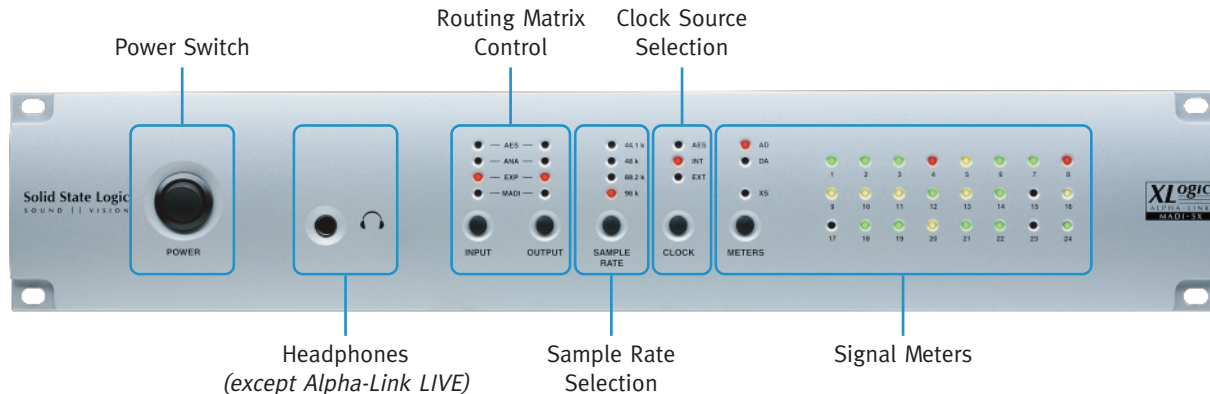 Routing Matrix
Control
Clock Source
Selection
Power Switch
AES
ANA
EXP
MADI
44.1 k
48 k
88.2 k
96 k
AES
INT
EXT
AD
DA
XS
1 2 3 4 5 6 7 8
9 10 11 12 13 14 15 16
17 18 19 20 21 22 23 24
Solid State Logic
SOUND || VISION
POWER
INPUT
OUTPUT
SAMPLE
RATE
CLOCK
METERS
XLogic
ALPHA-LINK
MADI-SX
Headphones
(except Alpha-Link LIVE)
Sample Rate
Selection
Signal Meters